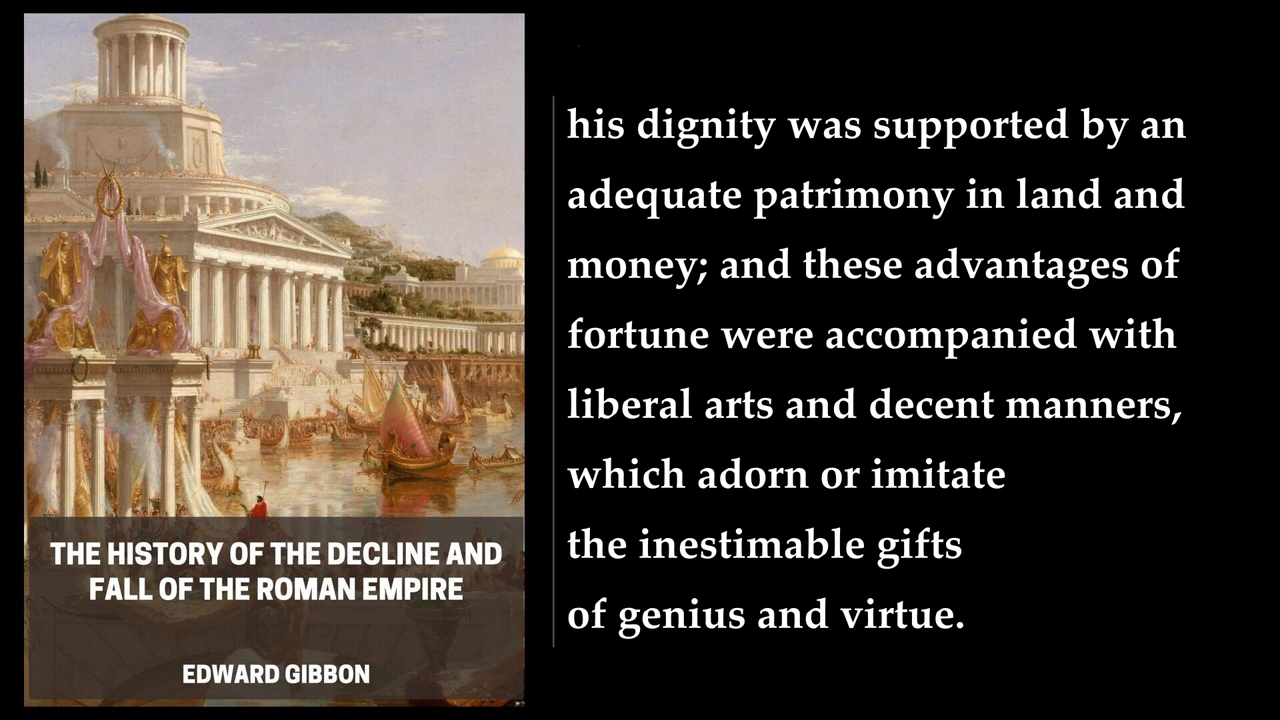 THE HISTORY OF THE DECLINE AND
FALL OF THE ROMAN EMPIRE
EDWARD GIBBON
his dignity was supported by an
adequate patrimony in land and
money; and these advantages of
fortune were accompanied with
liberal arts and decent manners,
which adorn or imitate
the inestimable gifts
of genius and virtue.